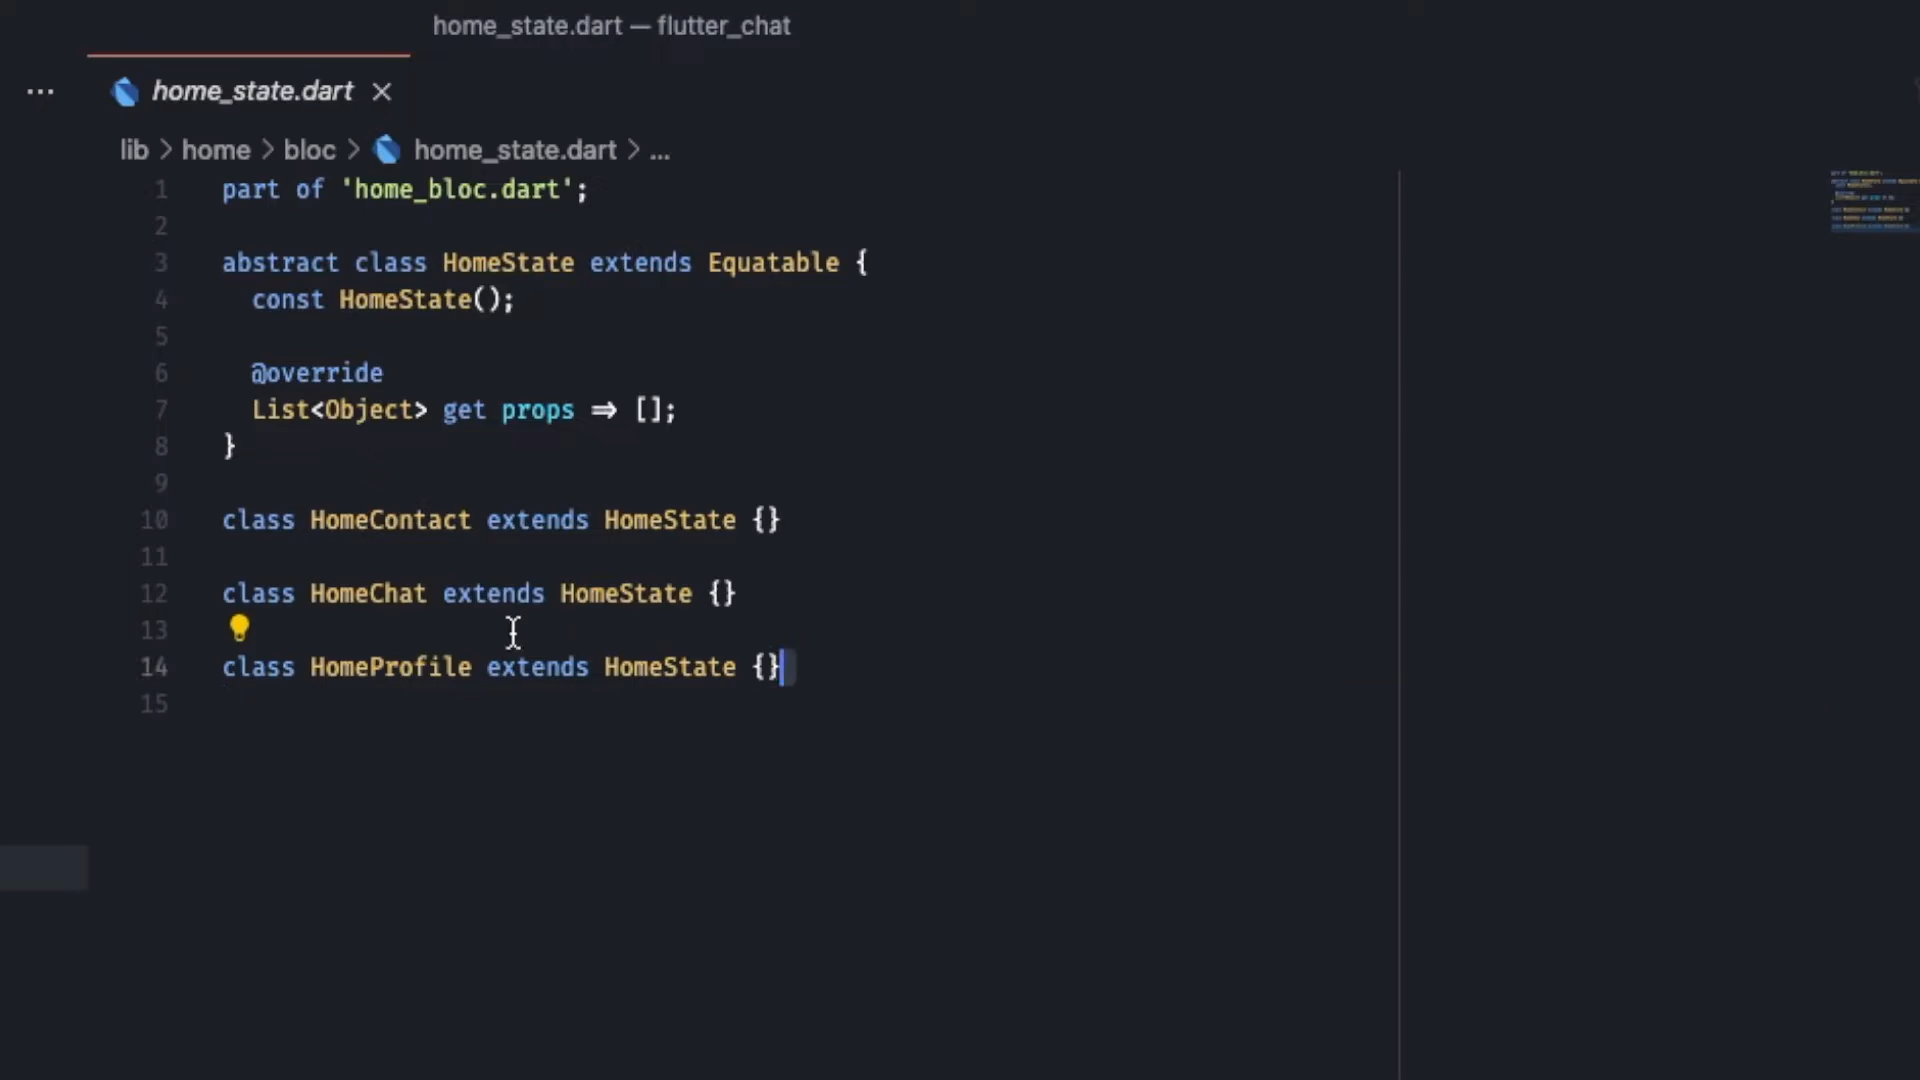 home_state.dart — flutter_chat
... home_state.dart ×
lib > home > bloc > home_state.dart > ...
1 part of 'home_bloc.dart';
2
3 abstract class HomeState extends Equatable {
4 const HomeState();
5
6 @override
7 List<Object> get props => [];
8 }
9
10 class HomeContact extends HomeState {}
11
12 class HomeChat extends HomeState {}
13
14 class HomeProfile extends HomeState {}
15